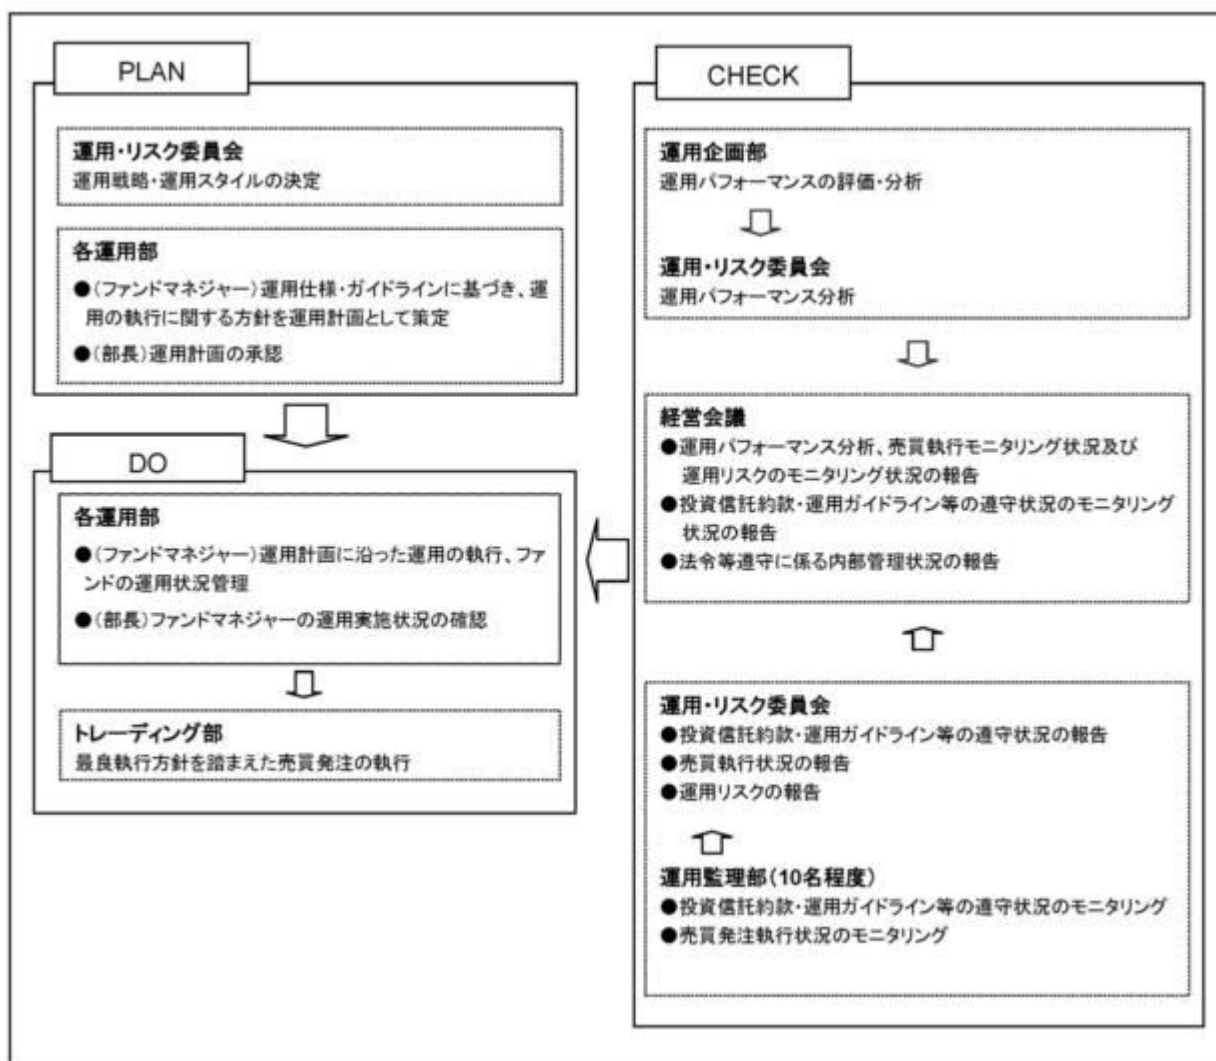 PLAN
運用・リスク委員会
運用戦略・運用スタイルの決定
各運用部
●(ファンドマネジャー)運用仕様・ガイドラインに基づき、運
用の執行に関する方針を運用計画として策定
●(部長)運用計画の承認
DO
各運用部
●(ファンドマネジャー)運用計画に沿った運用の執行、ファ
ンドの運用状況管理
●(部長)ファンドマネジャーの運用実施状況の確認
トレーディング部
最良執行方針を踏まえた売買発注の執行
CHECK
運用企画部
運用パフォーマンスの評価・分析
運用・リスク委員会
運用パフォーマンス分析
経営会議
●運用パフォーマンス分析、売買執行モニタリング状況及び
運用リスクのモニタリング状況の報告
●投資信託約款・運用ガイドライン等の遵守状況のモニタリング
状況の報告
●法令等遵守に係る内部管理状況の報告
運用・リスク委員会
●投資信託約款・運用ガイドライン等の遵守状況の報告
●売買執行状況の報告
●運用リスクの報告
運用監理部(10名程度)
●投資信託約款・運用ガイドライン等の遵守状況のモニタリング
●売買発注執行状況のモニタリング